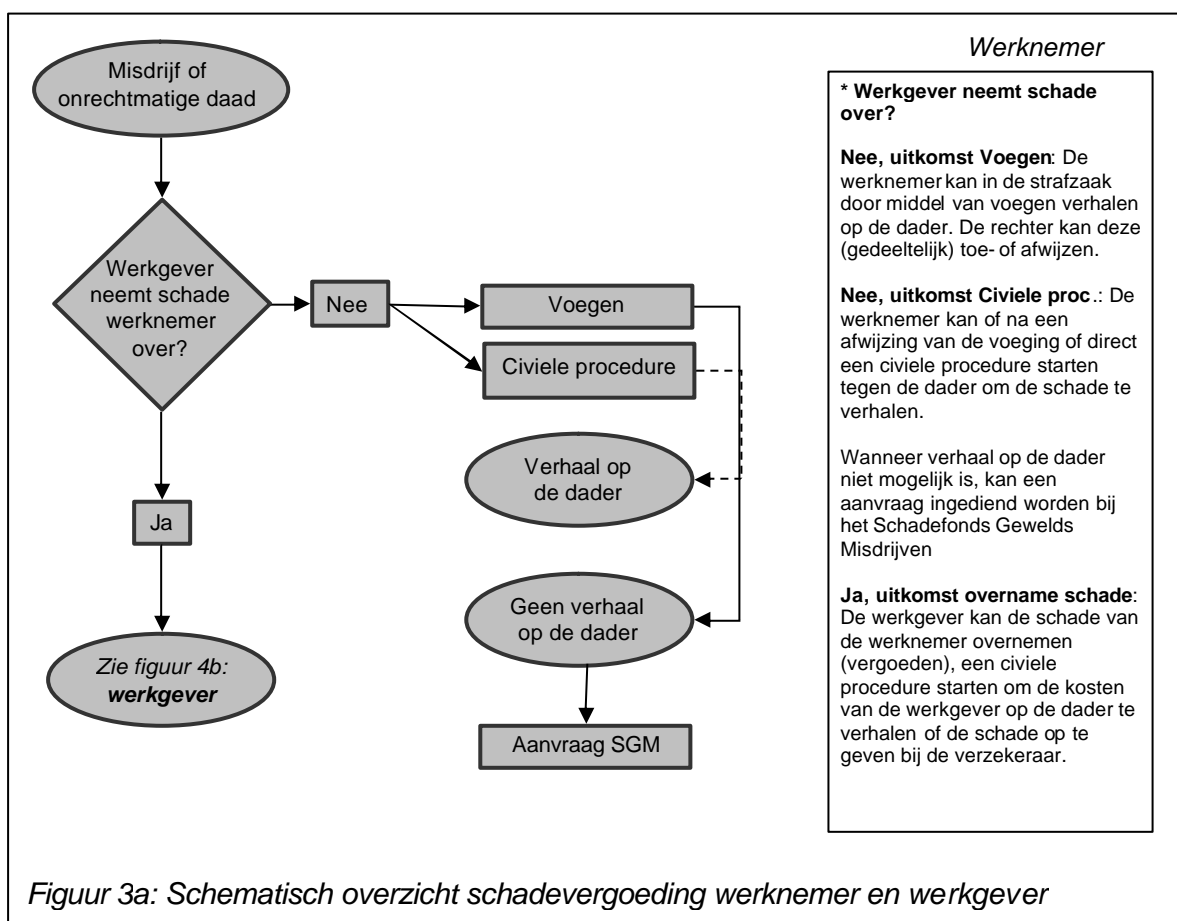 Werknemer
Misdrijf of
onrechtmatige daad
Werkgever
neemt schade
werknemer
over?
Nee
Voegen
Civiele procedure
Verhaal op
de dader
Ja
Geen verhaal
op de dader
Zie figuur 4b:
werkgever
Aanvraag SGM
* Werkgever neemt schade
over?
Nee, uitkomst Voegen: De
werknemer kan in de strafzaak
door middel van voegen verhalen
op de dader. De rechter kan deze
(gedeeltelijk) toe- of afwijzen.
Nee, uitkomst Civiele proc.: De
werknemer kan of na een
afwijzing van de voeging of direct
een civiele procedure starten
tegen de dader om de schade te
verhalen.
Wanneer verhaal op de dader
niet mogelijk is, kan een
aanvraag ingediend worden bij
het Schadefonds Gewelds
Misdrijven
Ja, uitkomst overname schade:
De werkgever kan de schade van
de werknemer overnemen
(vergoeden), een civiele
procedure starten om de kosten
van de werkgever op de dader te
verhalen of de schade op te
geven bij de verzekeraar.
Figuur 3a: Schematisch overzicht schadevergoeding werknemer en werkgever